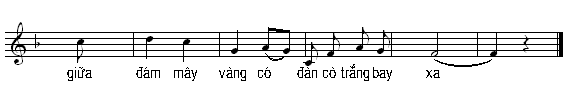 giữa đám mây vàng có đàn cò trắng bay xa